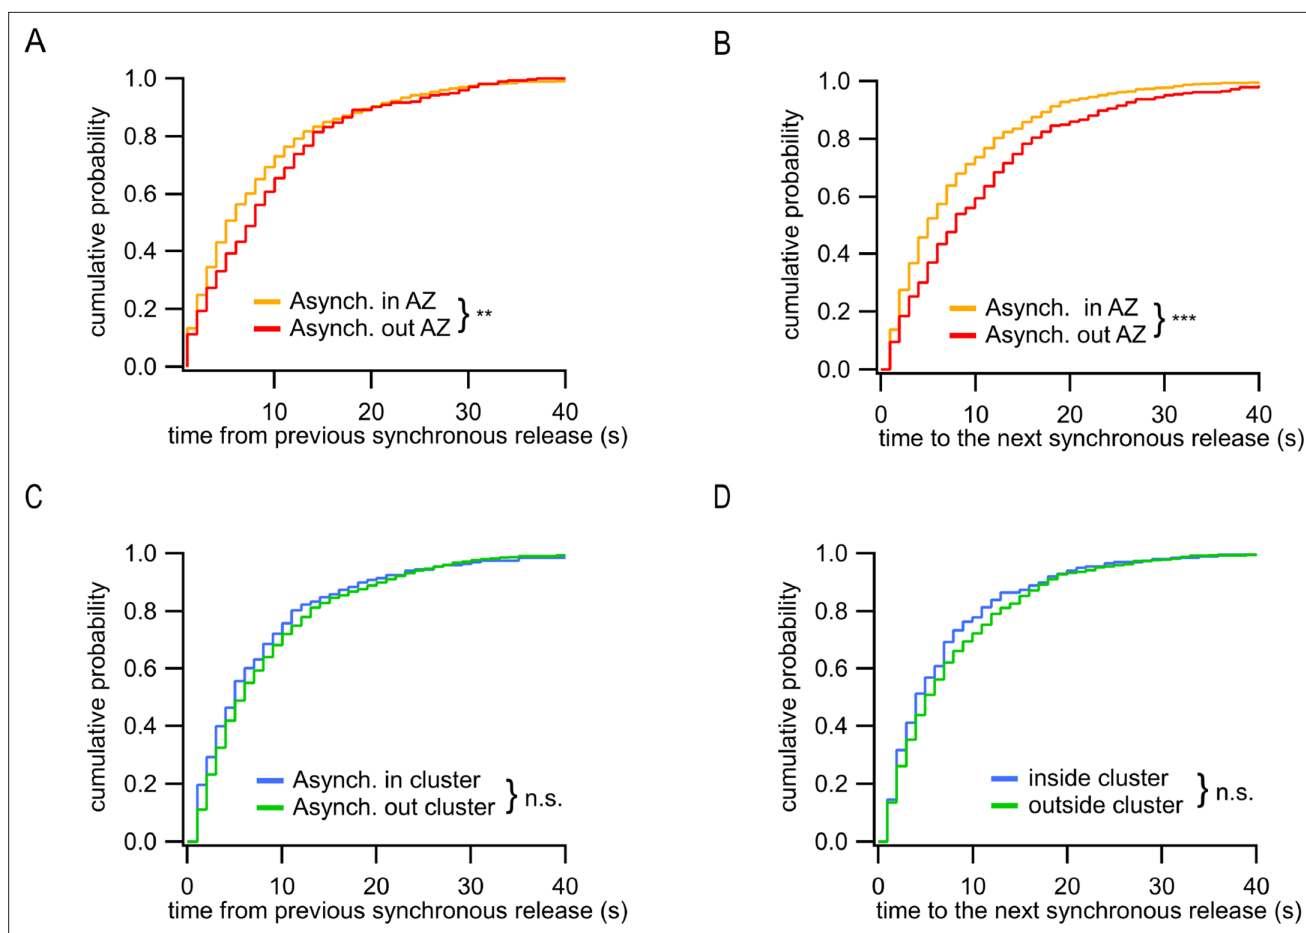 A
cumulative probability
1.0
0.8
0.6
0.4
0.2
0.0
Asynch. in AZ
Asynch. out AZ
} **
10 20 30 40
time from previous synchronous release (s)
B
cumulative probability
1.0
0.8
0.6
0.4
0.2
0.0
Asynch. in AZ
Asynch. out AZ
} ***
0 10 20 30 40
time to the next synchronous release (s)
C
cumulative probability
1.0
0.8
0.6
0.4
0.2
0.0
Asynch. in cluster
Asynch. out cluster
} n.s.
0 10 20 30 40
time from previous synchronous release (s)
D
cumulative probability
1.0
0.8
0.6
0.4
0.2
0.0
inside cluster
outside cluster
} n.s.
0 10 20 30 40
time to the next synchronous release (s)